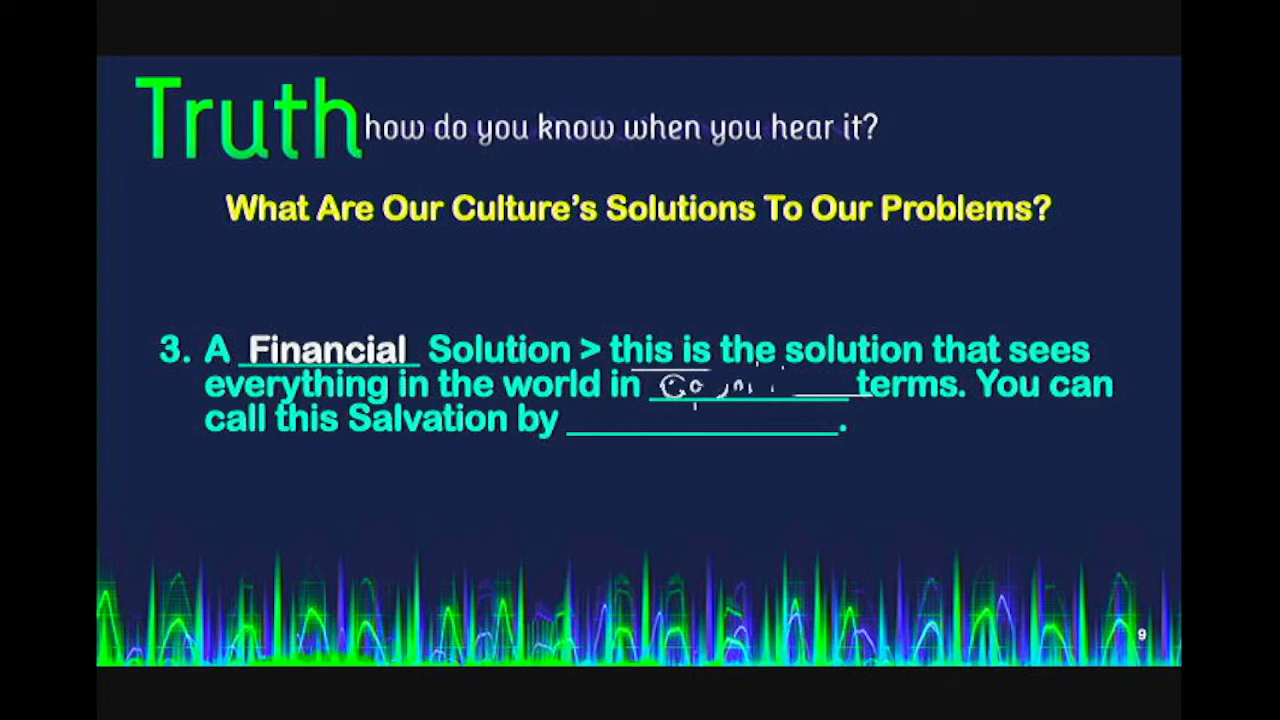 Truth how do you know when you hear it?
What Are Our Culture's Solutions To Our Problems?
3. A Financial Solution > this is the solution that sees
everything in the world in terms. You can
call this Salvation by ______________.
9